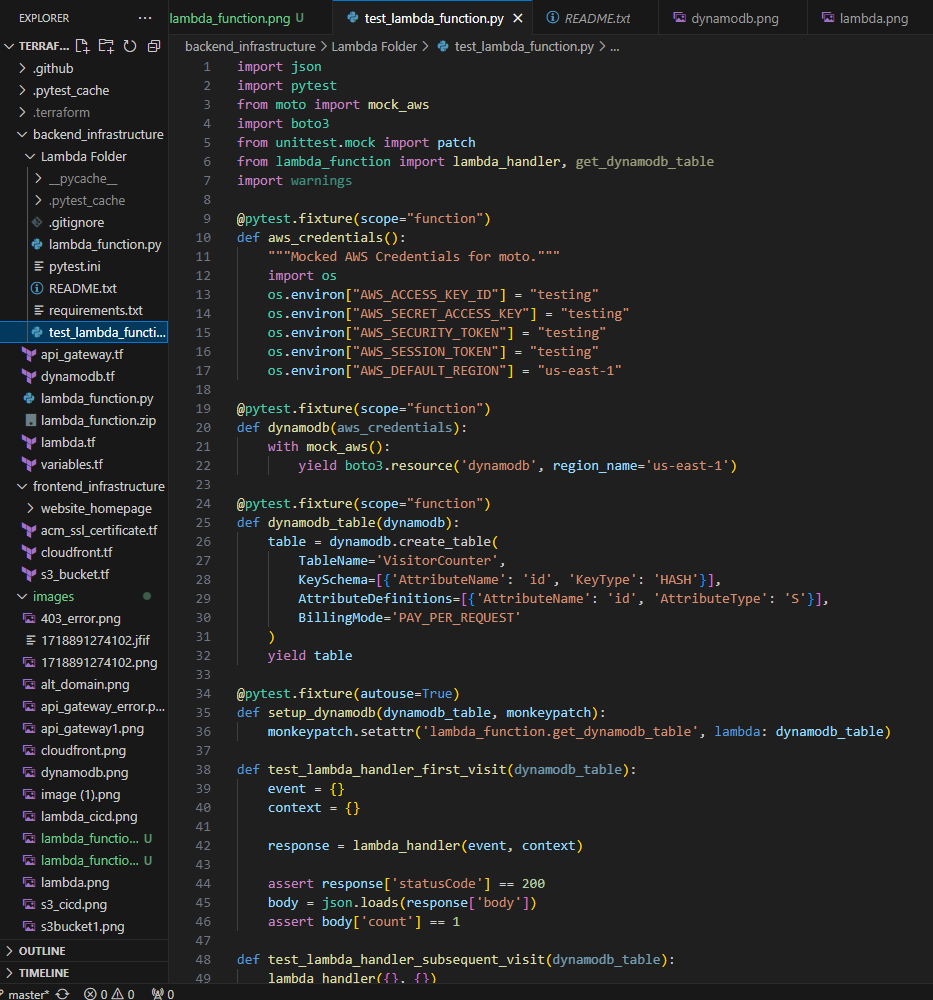 EXPLORER ...
TERRAF...
.github
.pytest_cache
.terraform
backend_infrastructure
Lambda Folder
__pycache__
.pytest_cache
.gitignore
lambda_function.py
pytest.ini
README.txt
requirements.txt
test_lambda_functi...
api_gateway.tf
dynamodb.tf
lambda_function.py
lambda_function.zip
lambda.tf
variables.tf
frontend_infrastructure
website_homepage
acm_ssl_certificate.tf
cloudfront.tf
s3_bucket.tf
images
403_error.png
1718891274102.jfif
1718891274102.png
alt_domain.png
api_gateway_error.p...
api_gateway1.png
cloudfront.png
dynamodb.png
image (1).png
lambda_cicd.png
lambda_functio... U
lambda_functio... U
lambda.png
s3_cicd.png
s3bucket1.png
OUTLINE
TIMELINE
lambda_function.png U test_lambda_function.py README.txt dynamodb.png lambda.png
backend_infrastructure > Lambda Folder > test_lambda_function.py > ...
1 import json
2 import pytest
3 from moto import mock_aws
4 import boto3
5 from unittest.mock import patch
6 from lambda_function import lambda_handler, get_dynamodb_table
7 import warnings
8
9 @pytest.fixture(scope="function")
10 def aws_credentials():
11     """Mocked AWS Credentials for moto."""
12     import os
13     os.environ["AWS_ACCESS_KEY_ID"] = "testing"
14     os.environ["AWS_SECRET_ACCESS_KEY"] = "testing"
15     os.environ["AWS_SECURITY_TOKEN"] = "testing"
16     os.environ["AWS_SESSION_TOKEN"] = "testing"
17     os.environ["AWS_DEFAULT_REGION"] = "us-east-1"
18
19 @pytest.fixture(scope="function")
20 def dynamodb(aws_credentials):
21     with mock_aws():
22         yield boto3.resource('dynamodb', region_name='us-east-1')
23
24 @pytest.fixture(scope="function")
25 def dynamodb_table(dynamodb):
26     table = dynamodb.create_table(
27         TableName='VisitorCounter',
28         KeySchema=[{'AttributeName': 'id', 'KeyType': 'HASH'}],
29         AttributeDefinitions=[{'AttributeName': 'id', 'AttributeType': 'S'}],
30         BillingMode='PAY_PER_REQUEST'
31     )
32     yield table
33
34 @pytest.fixture(autouse=True)
35 def setup_dynamodb(dynamodb_table, monkeypatch):
36     monkeypatch.setattr('lambda_function.get_dynamodb_table', lambda: dynamodb_table)
37
38 def test_lambda_handler_first_visit(dynamodb_table):
39     event = {}
40     context = {}
41
42     response = lambda_handler(event, context)
43
44     assert response['statusCode'] == 200
45     body = json.loads(response['body'])
46     assert body['count'] == 1
47
48 def test_lambda_handler_subsequent_visit(dynamodb_table):
49     lambda_handler({}, {})
master* 0 0 0